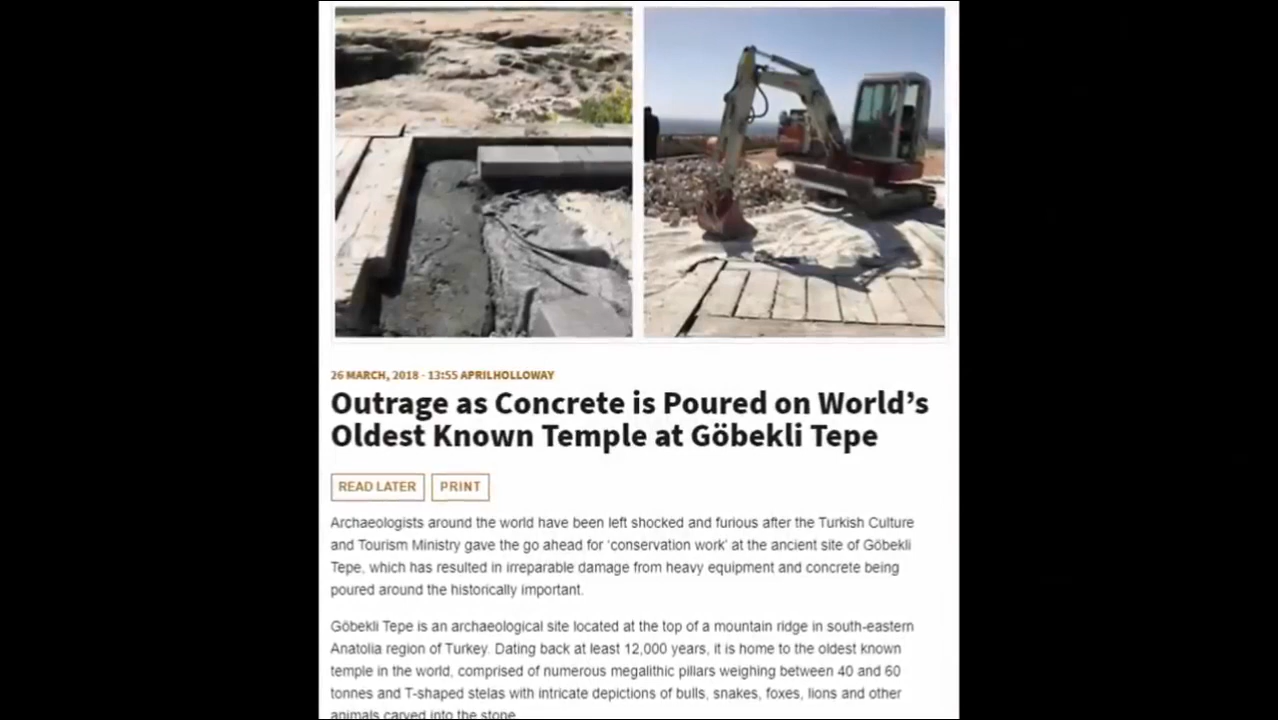 26 MARCH, 2018 - 13:55 APRILHOLLOWAY
Outrage as Concrete is Poured on World's
Oldest Known Temple at Göbekli Tepe
READ LATER PRINT
Archaeologists around the world have been left shocked and furious after the Turkish Culture
and Tourism Ministry gave the go ahead for 'conservation work' at the ancient site of Göbekli
Tepe, which has resulted in irreparable damage from heavy equipment and concrete being
poured around the historically important.
Göbekli Tepe is an archaeological site located at the top of a mountain ridge in south-eastern
Anatolia region of Turkey. Dating back at least 12,000 years, it is home to the oldest known
temple in the world, comprised of numerous megalithic pillars weighing between 40 and 60
tonnes and T-shaped stelas with intricate depictions of bulls, snakes, foxes, lions and other
animals carved into the stone.